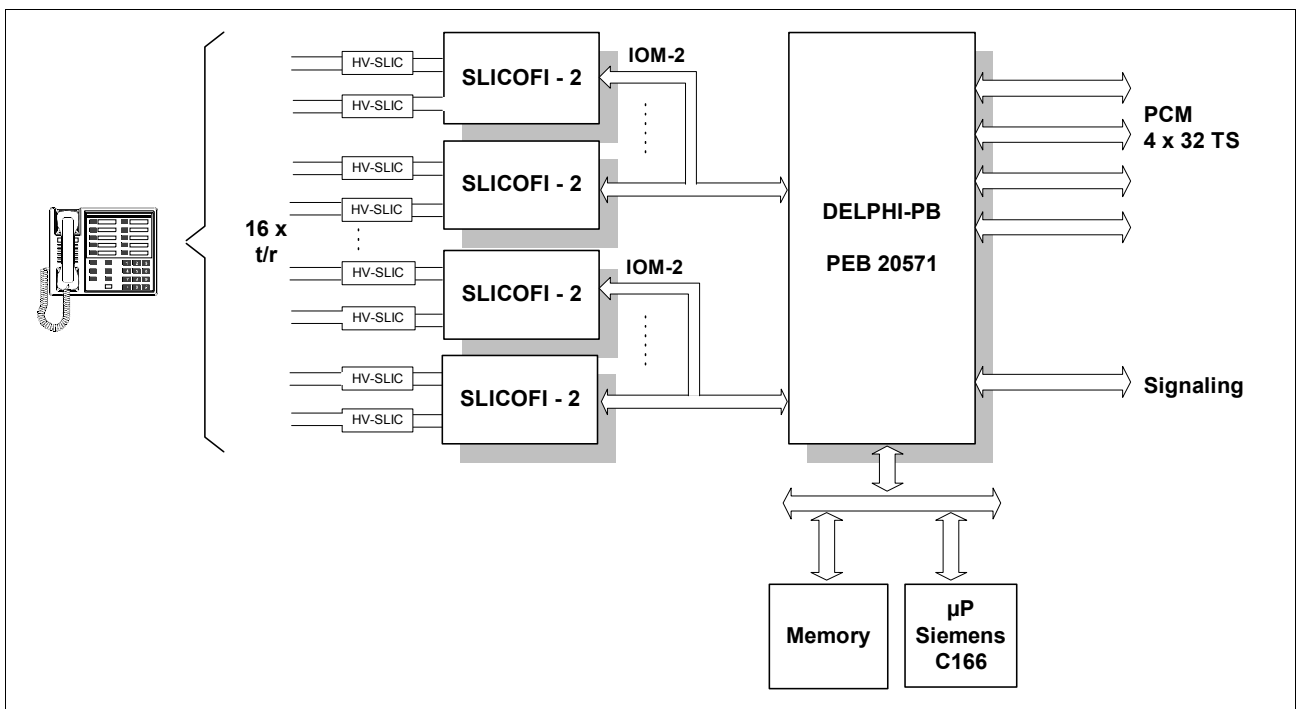 HV-SLIC
HV-SLIC
SLICOFI - 2
IOM-2
HV-SLIC
HV-SLIC
SLICOFI - 2
16 x
t/r
HV-SLIC
HV-SLIC
SLICOFI - 2
IOM-2
HV-SLIC
HV-SLIC
SLICOFI - 2
DELPHI-PB
PEB 20571
PCM
4 x 32 TS
Signaling
Memory
µP
Siemens
C166